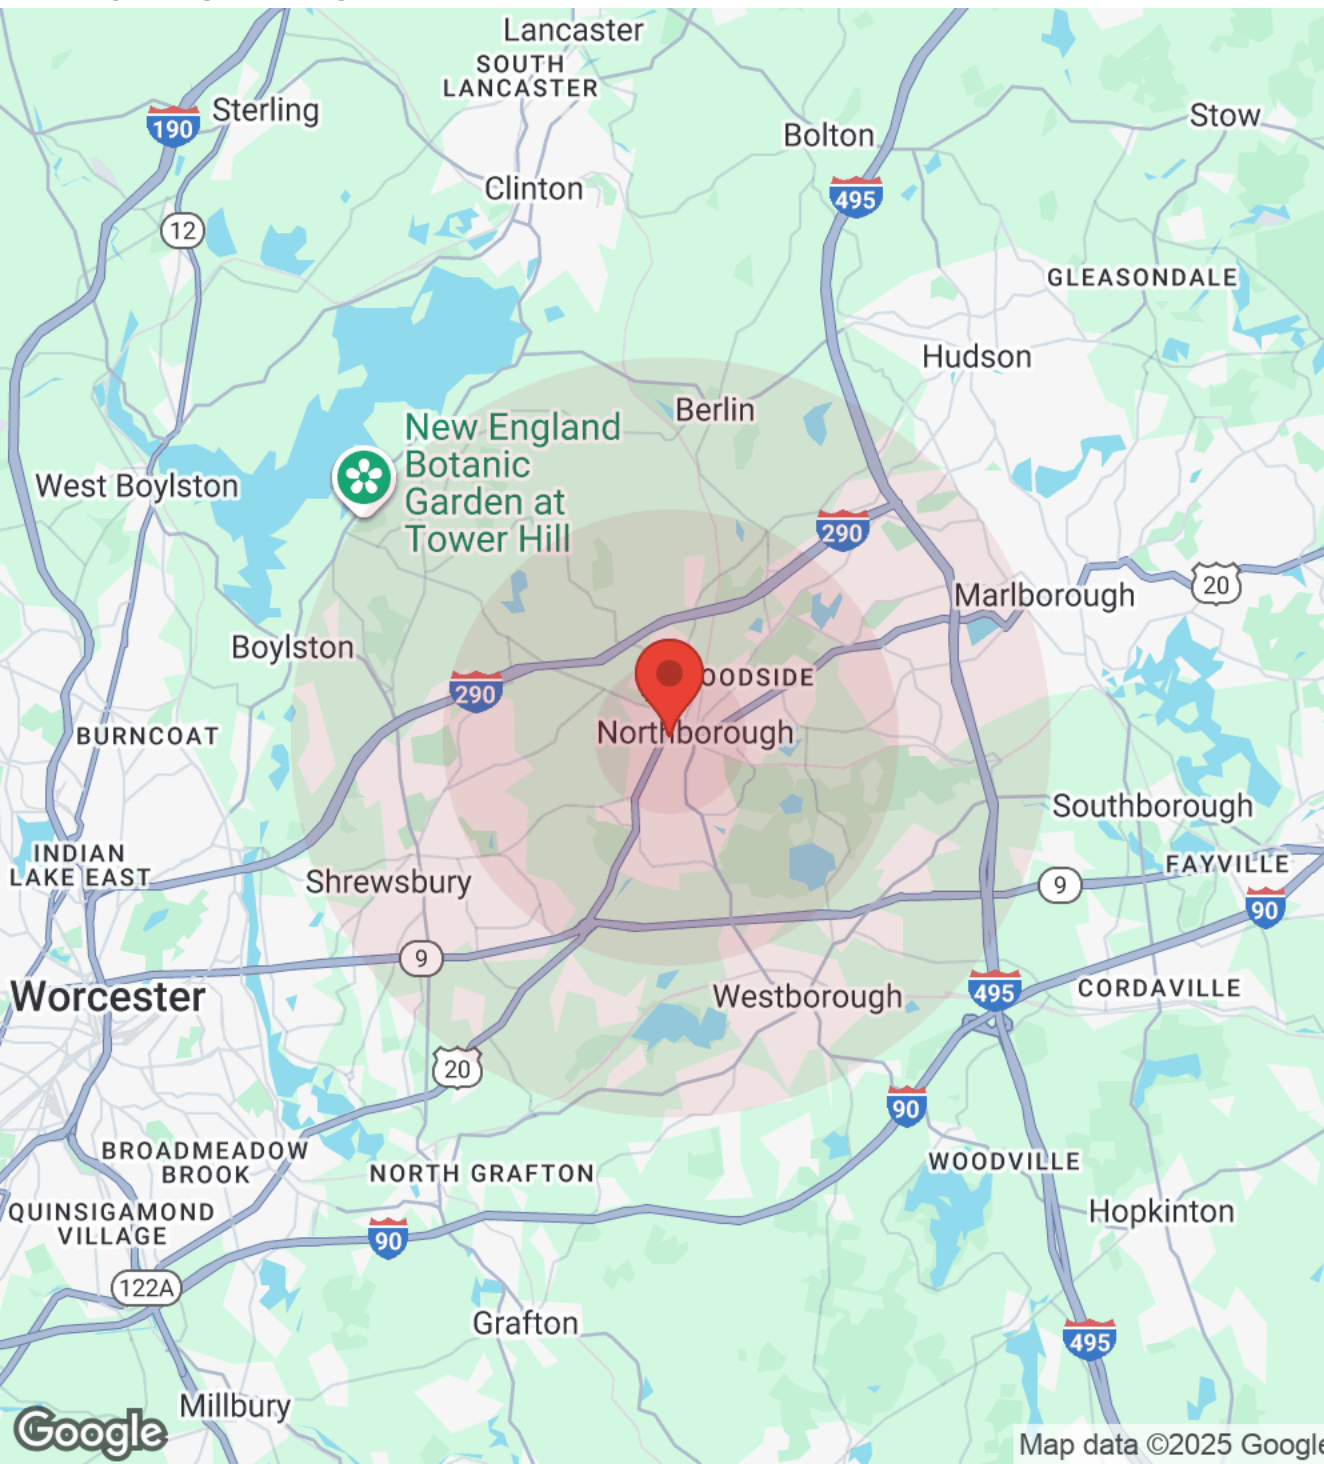 Lancaster
SOUTH
LANCASTER
190
Sterling
Stow
Bolton
Clinton
495
12
GLEASONDALE
Hudson
Berlin
New England
Botanic
Garden at
Tower Hill
West Boylston
290
20
Marlborough
Boylston
OODSIDE
290
Northborough
BURNCOAT
Southborough
INDIAN
LAKE EAST
FAYVILLE
Shrewsbury
9
90
9
Worcester
Westborough
495
CORDAVILLE
20
90
BROADMEADOW
BROOK
NORTH GRAFTON
WOODVILLE
QUINSIGAMOND
VILLAGE
Hopkinton
90
122A
Grafton
495
Millbury
Google
Map data ©2025 Google